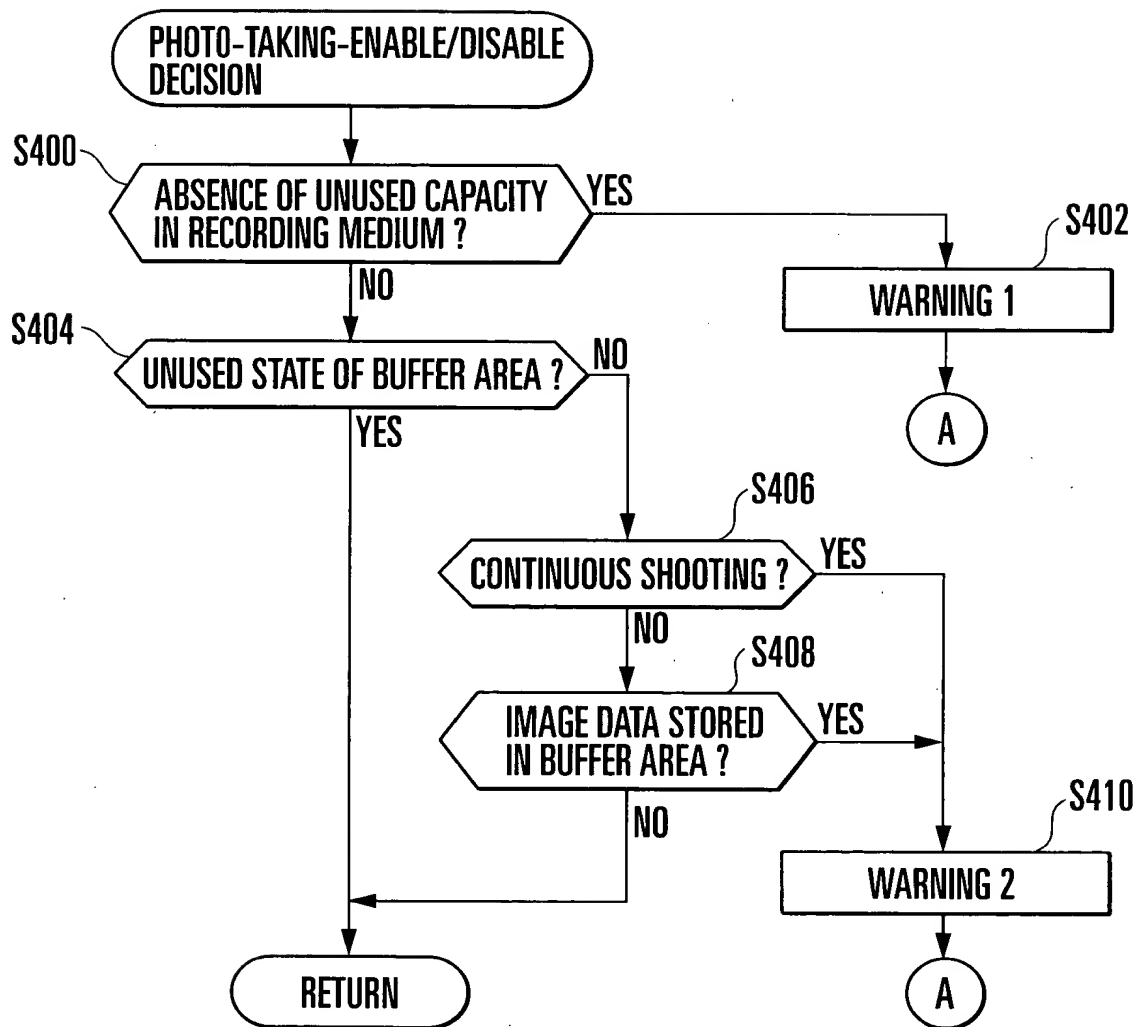 PHOTO-TAKING-ENABLE/DISABLE
DECISION
S400
ABSENCE OF UNUSED CAPACITY
IN RECORDING MEDIUM ?
YES
NO
S402
WARNING 1
A
S404
UNUSED STATE OF BUFFER AREA ?
NO
YES
S406
CONTINUOUS SHOOTING ?
YES
NO
S408
IMAGE DATA STORED
IN BUFFER AREA ?
YES
NO
S410
WARNING 2
A
RETURN